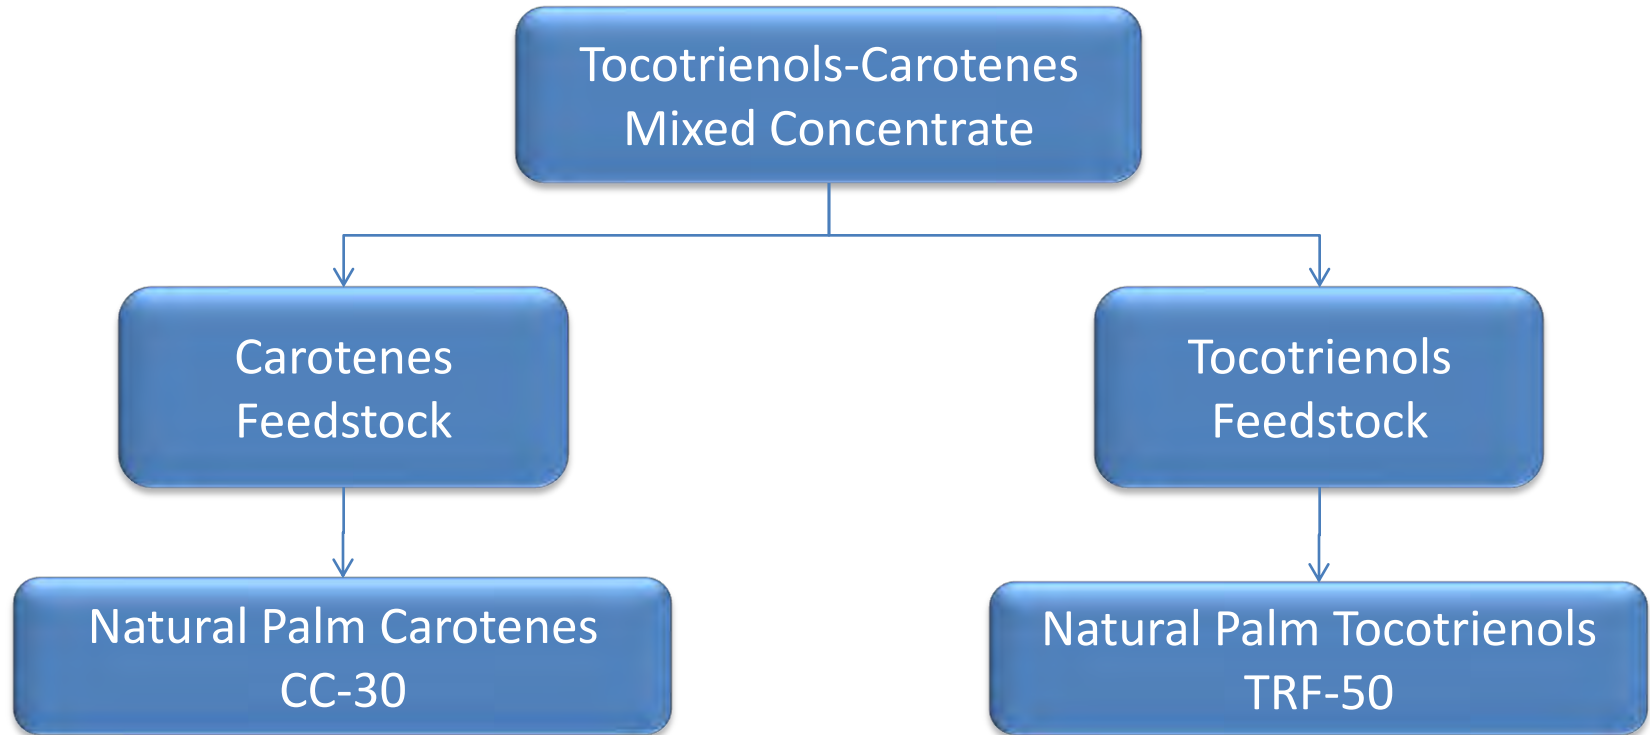 Tocotrienols-Carotenes
Mixed Concentrate
Carotenes
Feedstock
Tocotrienols
Feedstock
Natural Palm Carotenes
CC-30
Natural Palm Tocotrienols
TRF-50